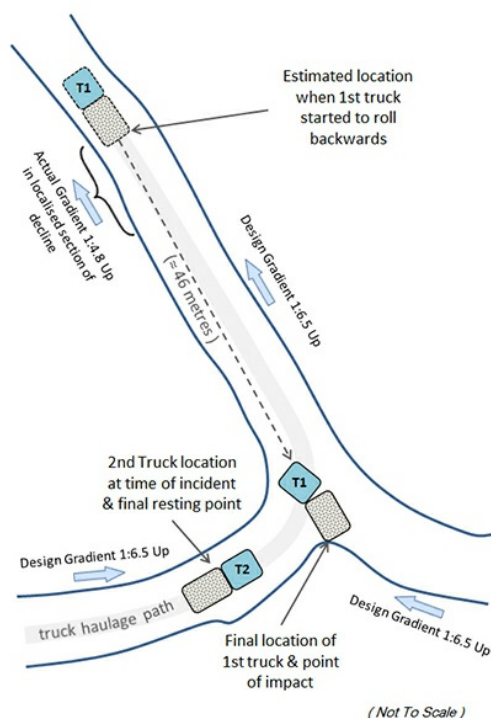 T1
Estimated location
when 1st truck
started to roll
backwards
Actual Gradient 1:4.8 Up
in localised section of
decline
Design Gradient 1:6.5 Up
(= 46 metres)
2nd Truck location
at time of incident
& final resting point
T1
Design Gradient 1:6.5 Up
T2
truck haulage path
Design Gradient 1:6.5 Up
Final location of
1st truck & point
of impact
( Not To Scale )